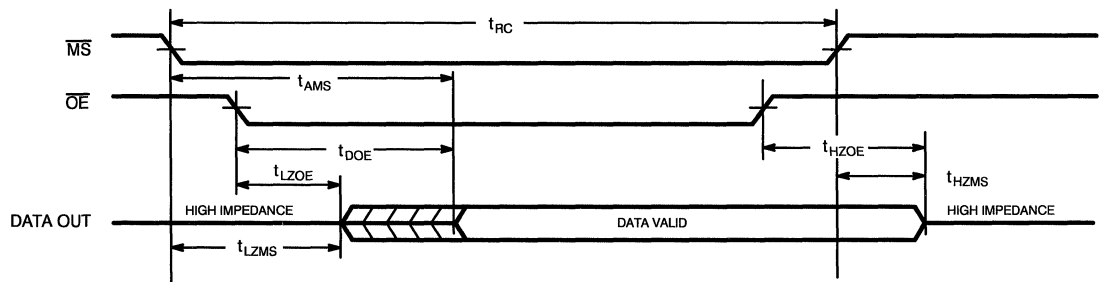 tRC
MS
tAMS
OE
tDOE
tHZOE
tLZOE
tHZMS
DATA OUT
HIGH IMPEDANCE
DATA VALID
HIGH IMPEDANCE
tLZMS